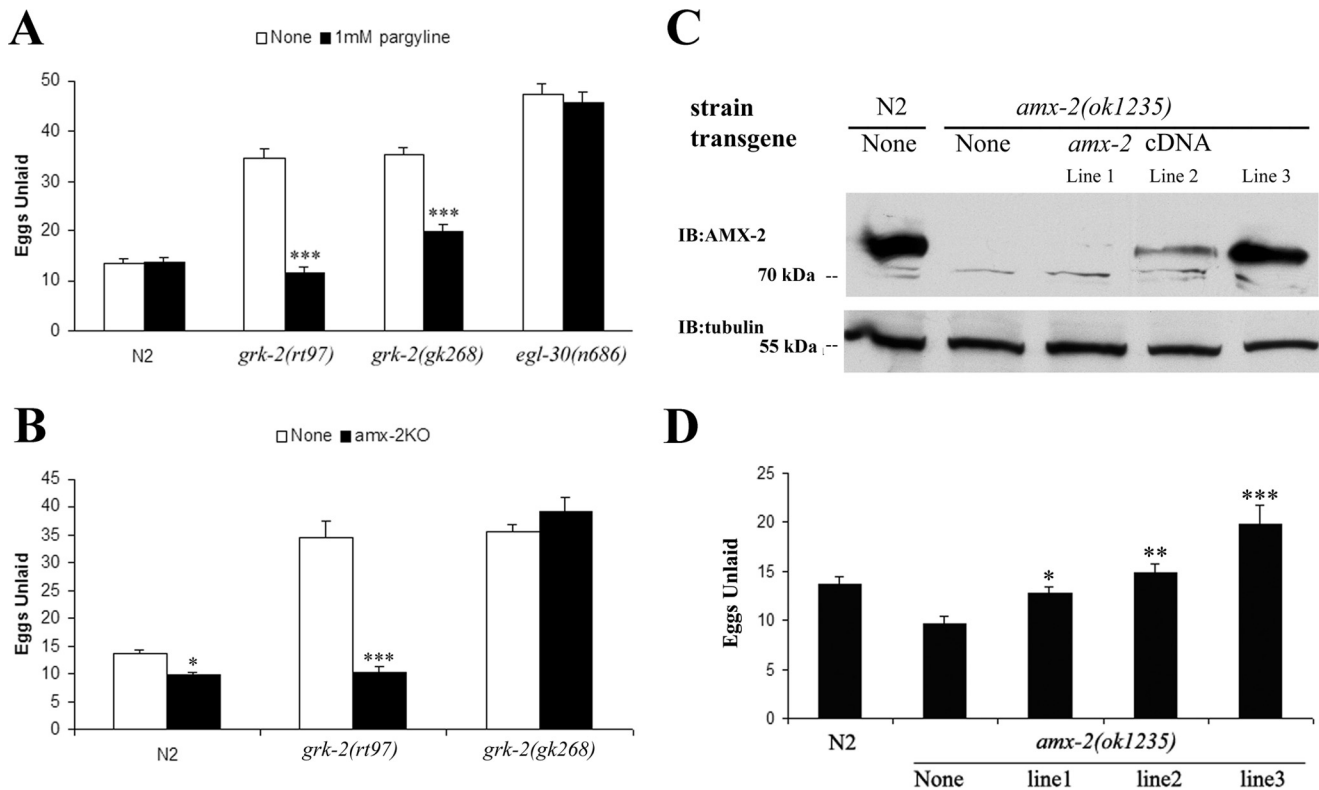 A
None 1mM pargyline
Eggs Unlaid
50
40
30
20
10
0
***
***
N2 grk-2(rt97) grk-2(gk268) egl-30(n686)
B
None amx-2KO
Eggs Unlaid
45
40
35
30
25
20
15
10
5
0
*
***
N2 grk-2(rt97) grk-2(gk268)
C
strain N2 amx-2(ok1235)
transgene None None amx-2 cDNA
Line 1 Line 2 Line 3
IB:AMX-2
70 kDa --
IB:tubulin
55 kDa --
D
Eggs Unlaid
25
20
15
10
5
0
*
**
***
N2 amx-2(ok1235)
None line1 line2 line3